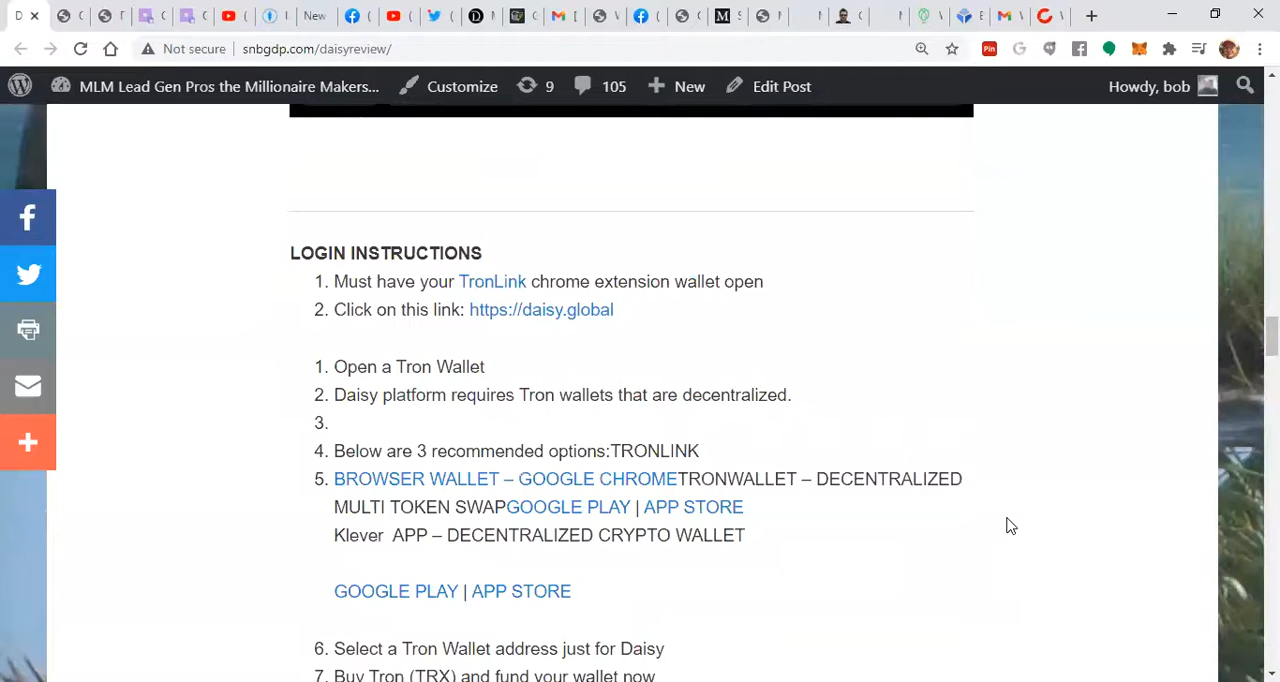 D
New
Not secure
snbgdp.com/daisyreview/
MLM Lead Gen Pros the Millionaire Makers...
Customize
9
105
New
Edit Post
Howdy, bob
LOGIN INSTRUCTIONS
1. Must have your TronLink chrome extension wallet open
2. Click on this link: https://daisy.global
1. Open a Tron Wallet
2. Daisy platform requires Tron wallets that are decentralized.
3.
4. Below are 3 recommended options:TRONLINK
5. BROWSER WALLET – GOOGLE CHROMETRONWALLET – DECENTRALIZED
MULTI TOKEN SWAPGOOGLE PLAY | APP STORE
Klever APP – DECENTRALIZED CRYPTO WALLET
GOOGLE PLAY | APP STORE
6. Select a Tron Wallet address just for Daisy
7. Buy Tron (TRX) and fund your wallet now